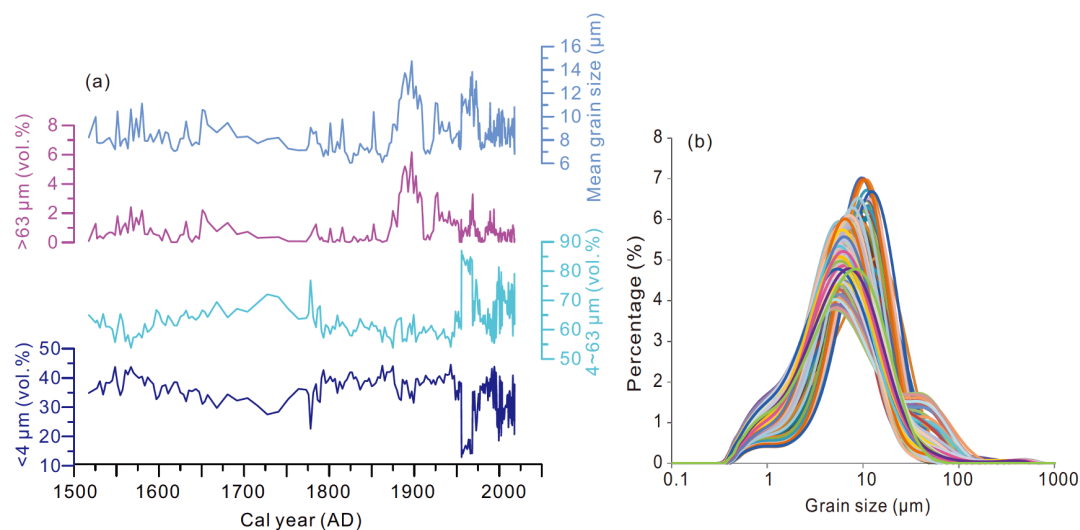 (a)
16
14
12
10
8
6
Mean grain size (μm)
8
6
4
2
0
>63 μm (vol.%)
90
80
70
60
50
4~63 μm (vol.%)
50
40
30
20
10
<4 μm (vol.%)
1500 1600 1700 1800 1900 2000
Cal year (AD)
(b)
8
7
6
5
4
3
2
1
0
Percentage (%)
0.1 1 10 100 1000
Grain size (μm)